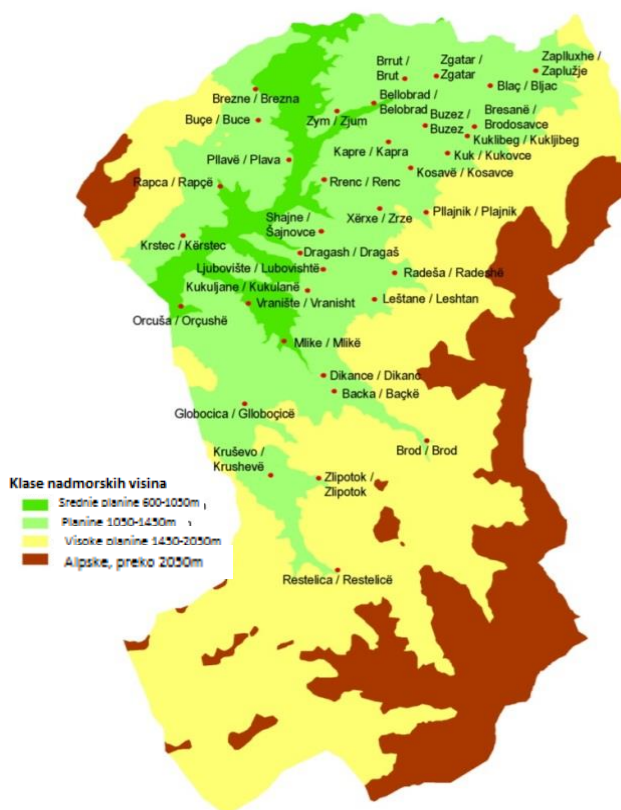 Zaplluxhe /
Zaplužje
Brrut /
Brut
Zgatar /
Zgatar
Blaç / Bljac
Brezne / Brezna
Bellobrad /
Belobrad
Buçe / Buce
Zym / Zjum
Buzez /
Buzez
Bresanë /
Brodosavce
Kuklibeg / Kukljibeg
Kapre / Kapra
Kuk / Kukovce
Pllavë / Plava
Kosavë / Kosavce
Rapca / Rapçë
Rrenc / Renc
Xërxe / Zrze
Pllajnik / Plajnik
Shajne /
Šajnovce
Krstec / Kërstec
Dragash / Dragaš
Ljubovište / Lubovishtë
Radeša / Radeshë
Kukuljane / Kukulanë
Vranište / Vranisht
Leštane / Leshtan
Orcuša / Orçushë
Mlike / Mlikë
Dikance / Dikanc
Backa / Baçkë
Globocica / Glloboçicë
Brod / Brod
Kruševo /
Krushevë
Zlipotok /
Zlipotok
Klase nadmorskih visina
Srednie planine 600-1050m
Planine 1050-1450m
Visoke planine 1450-2050m
Alpske, preko 2050m
Restelica / Restelicë